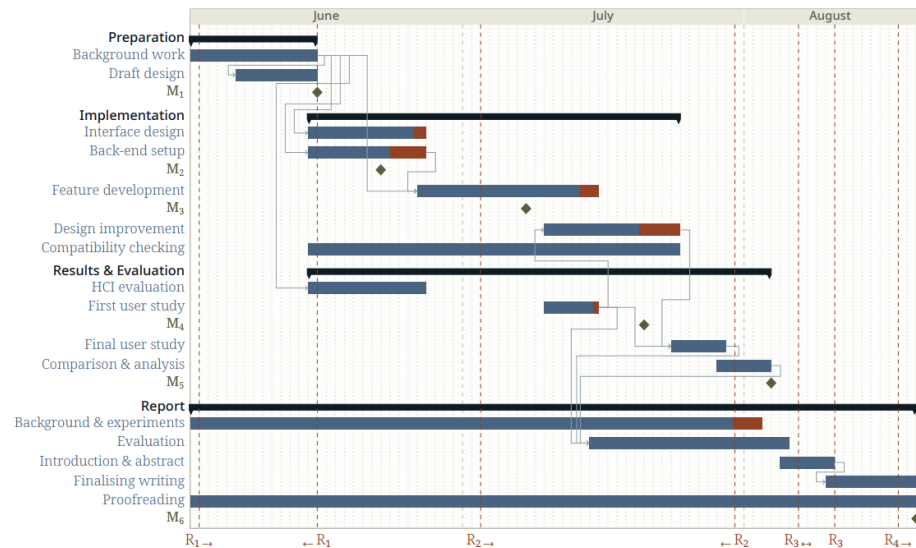 June July August
Preparation
Background work
Draft design
M1
Implementation
Interface design
Back-end setup
M2
Feature development
M3
Design improvement
Compatibility checking
Results & Evaluation
HCI evaluation
First user study
M4
Final user study
Comparison & analysis
M5
Report
Background & experiments
Evaluation
Introduction & abstract
Finalising writing
Proofreading
M6
R1→ ←R1 R2→ ←R2 R3↔ R3 R4→